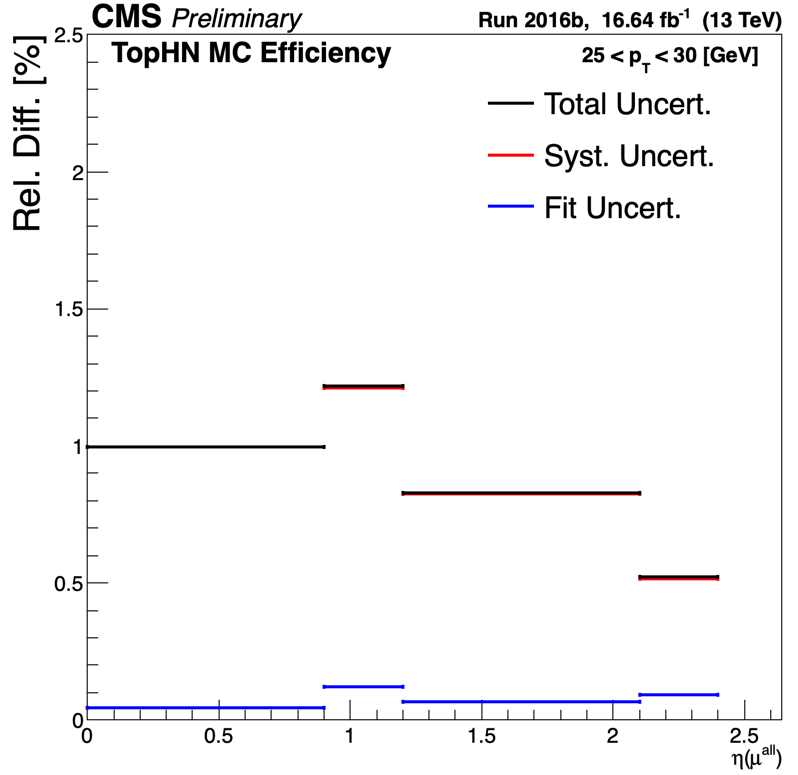 CMS Preliminary
Run 2016b, 16.64 fb⁻¹ (13 TeV)
TopHN MC Efficiency
25 < p_T < 30 [GeV]
Total Uncert.
Syst. Uncert.
Fit Uncert.
Rel. Diff. [%]
2.5
2
1.5
1
0.5
0
0 0.5 1 1.5 2 2.5
η(μ^all)